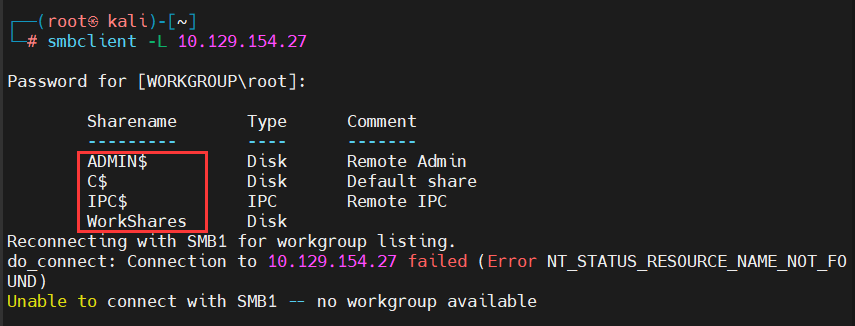 ┌──(root㉿ kali)-[~]
└─# smbclient -L 10.129.154.27
Password for [WORKGROUP\root]:
Sharename Type Comment
--------- ---- -------
ADMIN$ Disk Remote Admin
C$ Disk Default share
IPC$ IPC Remote IPC
WorkShares Disk
Reconnecting with SMB1 for workgroup listing.
do_connect: Connection to 10.129.154.27 failed (Error NT_STATUS_RESOURCE_NAME_NOT_FO
UND)
Unable to connect with SMB1 -- no workgroup available